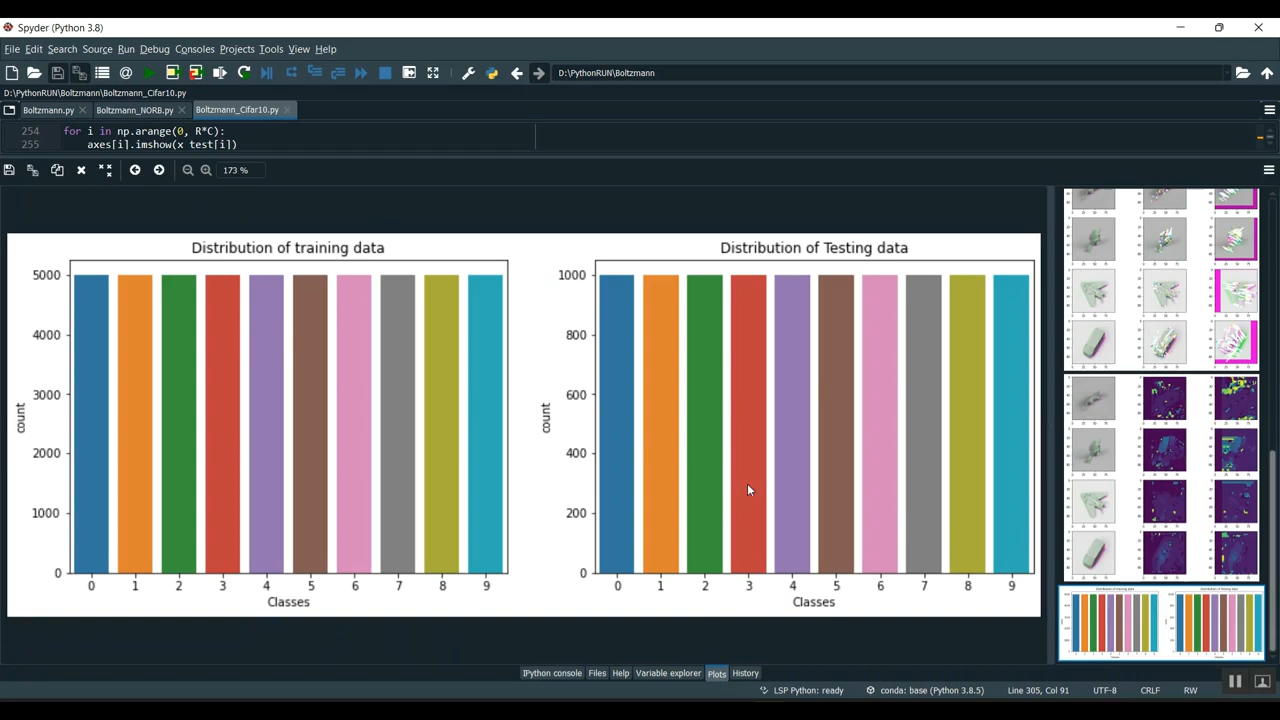 Spyder (Python 3.8)
File Edit Search Source Run Debug Consoles Projects Tools View Help
D:\PythonRUN\Boltzmann
D:\PythonRUN\Boltzmann\Boltzmann_Cifar10.py
Boltzmann.py Boltzmann_NORB.py Boltzmann_Cifar10.py
254 for i in np.arange(0, R*C):
255 axes[i].imshow(x_test[i])
173 %
Distribution of training data
5000
4000
3000
2000
1000
0
count
0 1 2 3 4 5 6 7 8 9
Classes
Distribution of Testing data
1000
800
600
400
200
0
count
0 1 2 3 4 5 6 7 8 9
Classes
IPython console Files Help Variable explorer Plots History
LSP Python: ready conda: base (Python 3.8.5) Line 305, Col 91 UTF-8 CRLF RW